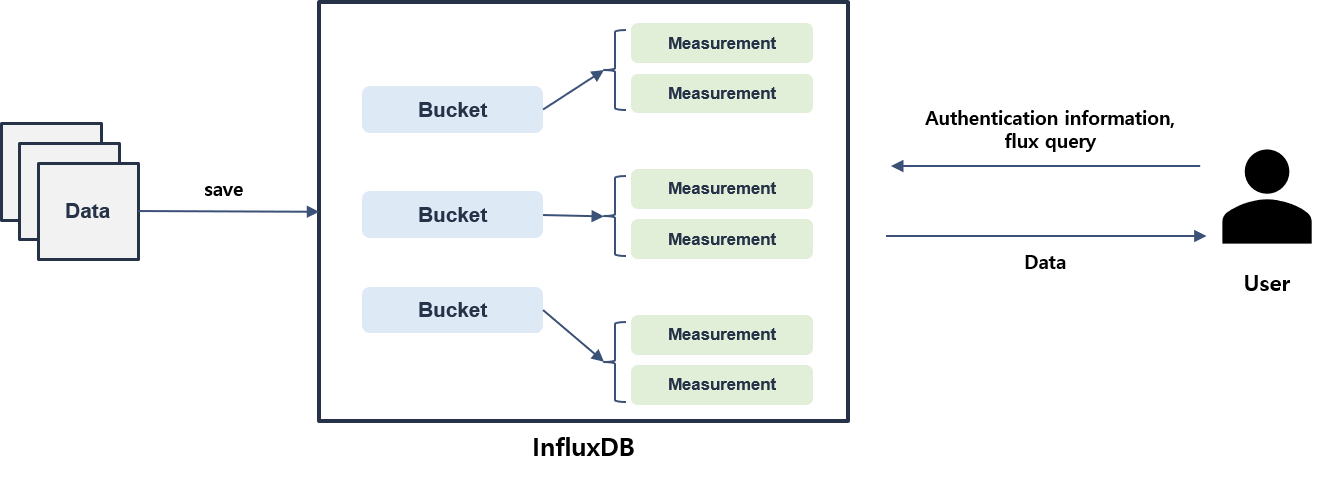 Data
save
Bucket
Measurement
Measurement
Bucket
Measurement
Measurement
Bucket
Measurement
Measurement
InfluxDB
Authentication information,
flux query
Data
User